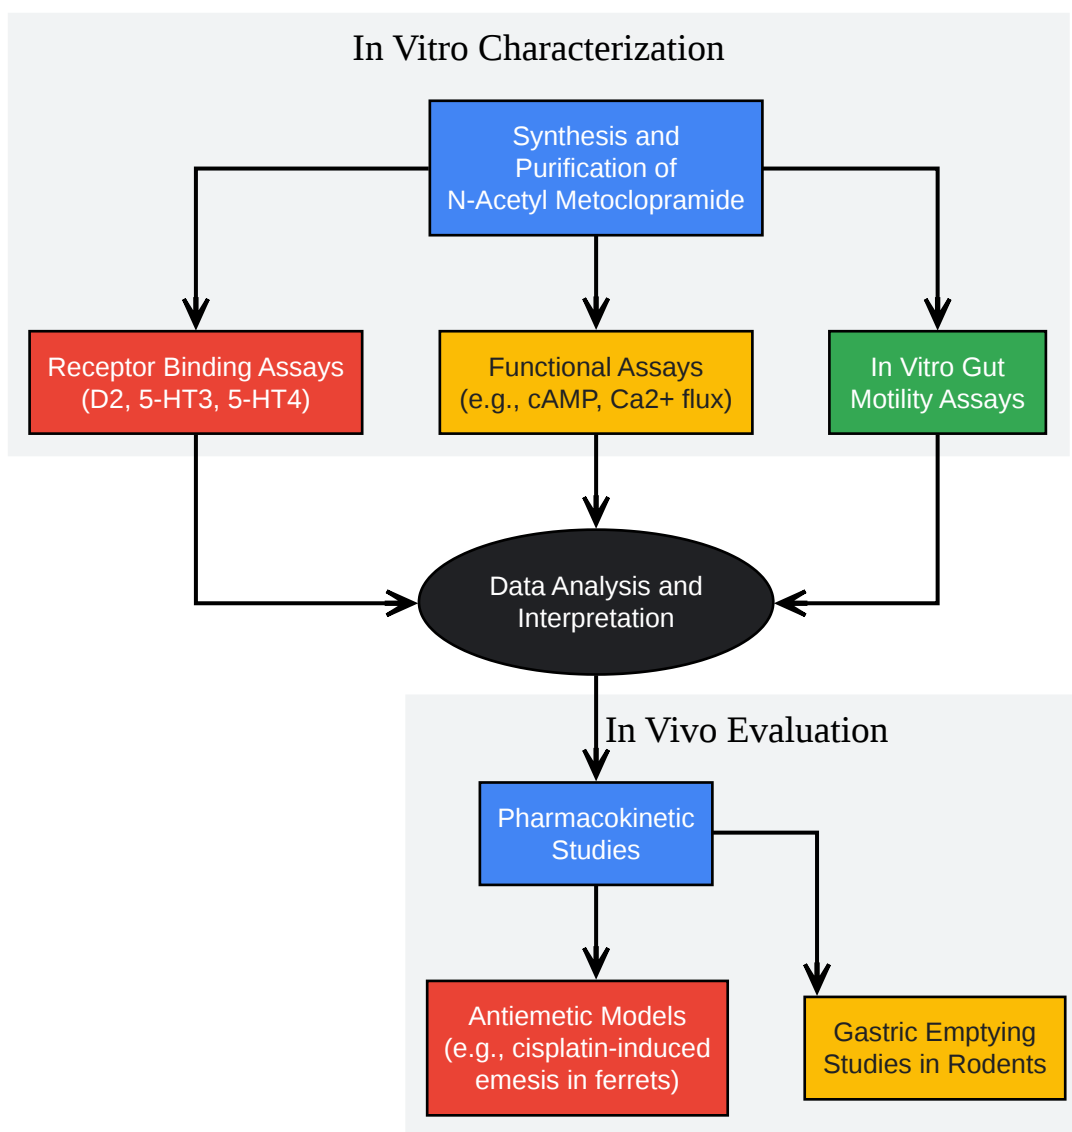 In Vitro Characterization
Synthesis and
Purification of
N-Acetyl Metoclopramide
Receptor Binding Assays
(D2, 5-HT3, 5-HT4)
Functional Assays
(e.g., cAMP, Ca2+ flux)
In Vitro Gut
Motility Assays
Data Analysis and
Interpretation
In Vivo Evaluation
Pharmacokinetic
Studies
Antiemetic Models
(e.g., cisplatin-induced
emesis in ferrets)
Gastric Emptying
Studies in Rodents